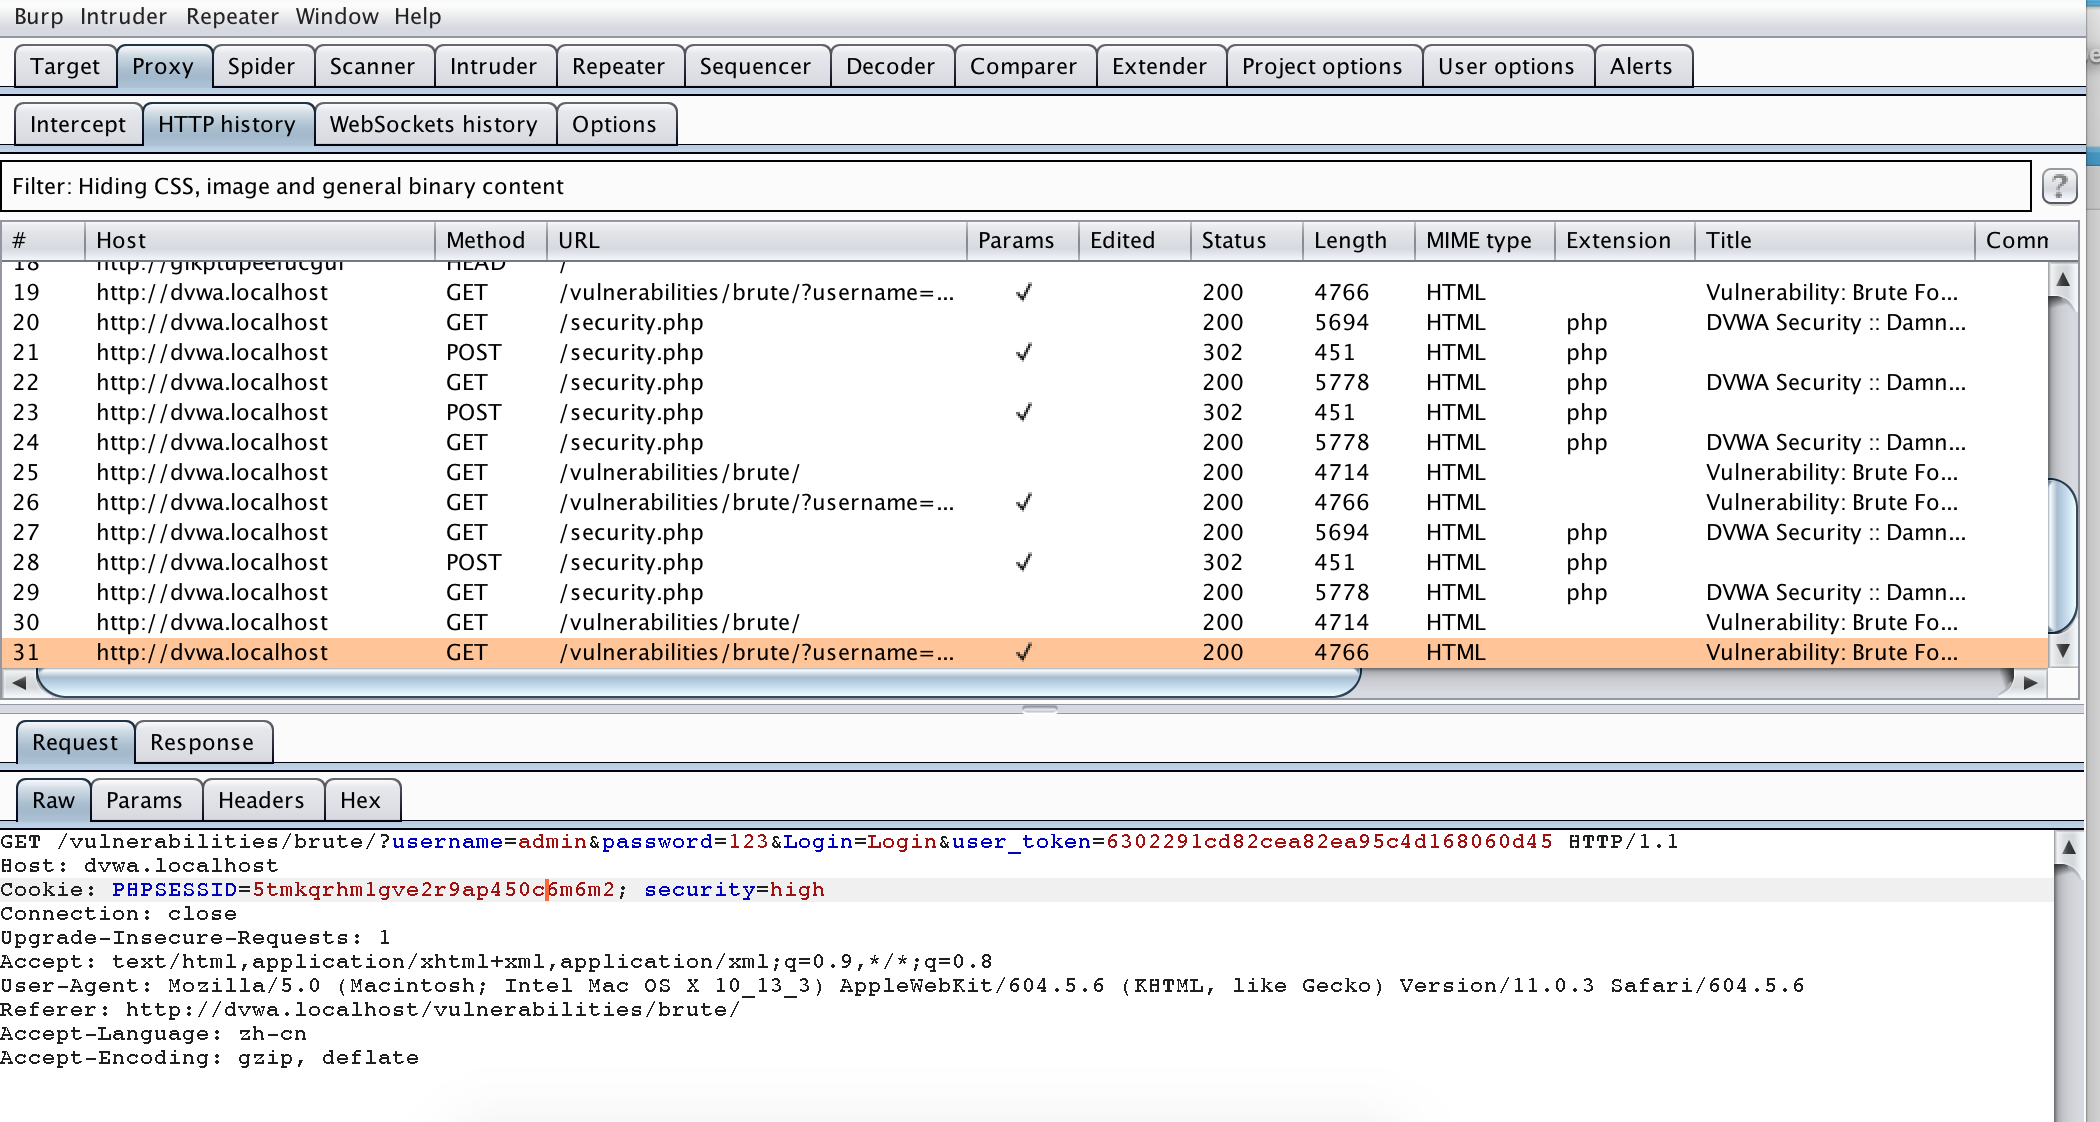 Burp Intruder Repeater Window Help
Target Proxy Spider Scanner Intruder Repeater Sequencer Decoder Comparer Extender Project options User options Alerts
Intercept HTTP history WebSockets history Options
Filter: Hiding CSS, image and general binary content ?
# Host Method URL Params Edited Status Length MIME type Extension Title Comn
18 HEAD /
19 http://dvwa.localhost GET /vulnerabilities/brute/?username=... ✓ 200 4766 HTML Vulnerability: Brute Fo...
20 http://dvwa.localhost GET /security.php 200 5694 HTML php DVWA Security :: Damn...
21 http://dvwa.localhost POST /security.php ✓ 302 451 HTML php
22 http://dvwa.localhost GET /security.php 200 5778 HTML php DVWA Security :: Damn...
23 http://dvwa.localhost POST /security.php ✓ 302 451 HTML php
24 http://dvwa.localhost GET /security.php 200 5778 HTML php DVWA Security :: Damn...
25 http://dvwa.localhost GET /vulnerabilities/brute/ 200 4714 HTML Vulnerability: Brute Fo...
26 http://dvwa.localhost GET /vulnerabilities/brute/?username=... ✓ 200 4766 HTML Vulnerability: Brute Fo...
27 http://dvwa.localhost GET /security.php 200 5694 HTML php DVWA Security :: Damn...
28 http://dvwa.localhost POST /security.php ✓ 302 451 HTML php
29 http://dvwa.localhost GET /security.php 200 5778 HTML php DVWA Security :: Damn...
30 http://dvwa.localhost GET /vulnerabilities/brute/ 200 4714 HTML Vulnerability: Brute Fo...
31 http://dvwa.localhost GET /vulnerabilities/brute/?username=... ✓ 200 4766 HTML Vulnerability: Brute Fo...
Request Response
Raw Params Headers Hex
GET /vulnerabilities/brute/?username=admin&password=123&Login=Login&user_token=6302291cd82cea82ea95c4d168060d45 HTTP/1.1
Host: dvwa.localhost
Cookie: PHPSESSID=5tmkqrhm1gve2r9ap450c6m6m2; security=high
Connection: close
Upgrade-Insecure-Requests: 1
Accept: text/html,application/xhtml+xml,application/xml;q=0.9,*/*;q=0.8
User-Agent: Mozilla/5.0 (Macintosh; Intel Mac OS X 10_13_3) AppleWebKit/604.5.6 (KHTML, like Gecko) Version/11.0.3 Safari/604.5.6
Referer: http://dvwa.localhost/vulnerabilities/brute/
Accept-Language: zh-cn
Accept-Encoding: gzip, deflate